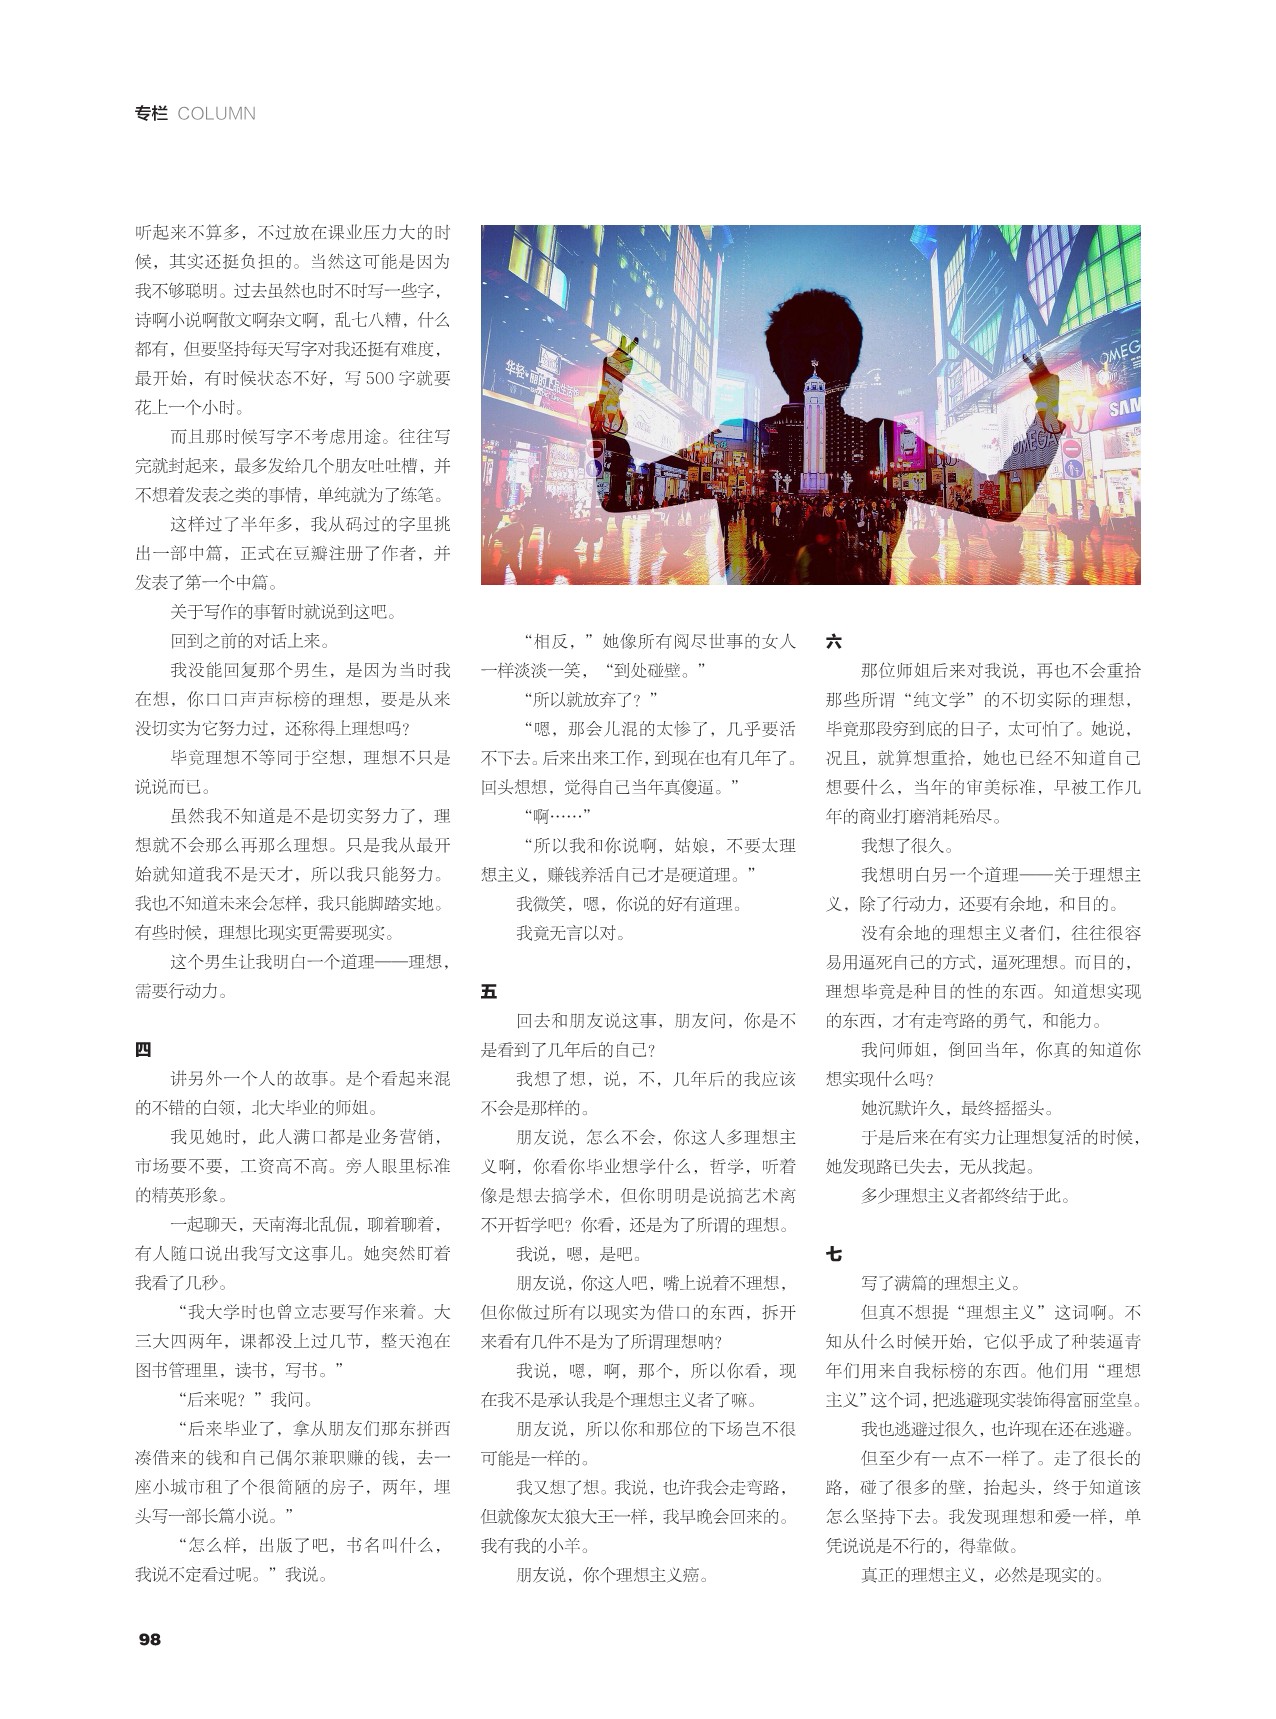 专栏 COLUMN
听起来不算多，不过放在课业压力大的时
候，其实还挺负担的。当然这可能是因为
我不够聪明。过去虽然也时不时写一些字，
诗啊小说啊散文啊杂文啊，乱七八糟，什么
都有，但要坚持每天写字对我还挺有难度，
最开始，有时候状态不好，写 500 字就要
花上一个小时。
而且那时候写字不考虑用途。往往写
完就封起来，最多发给几个朋友吐吐槽，并
不想着发表之类的事情，单纯就为了练笔。
这样过了半年多，我从码过的字里挑
出一部中篇，正式在豆瓣注册了作者，并
发表了第一个中篇。
关于写作的事暂时就说到这吧。
回到之前的对话上来。
我没能回复那个男生，是因为当时我
在想，你口口声声标榜的理想，要是从来
没切实为它努力过，还称得上理想吗？
毕竟理想不等同于空想，理想不只是
说说而已。
虽然我不知道是不是切实努力了，理
想就不会那么再那么理想。只是我从最开
始就知道我不是天才，所以我只能努力。
我也不知道未来会怎样，我只能脚踏实地。
有些时候，理想比现实更需要现实。
这个男生让我明白一个道理——理想，
需要行动力。
四
讲另外一个人的故事。是个看起来混
的不错的白领，北大毕业的师姐。
我见她时，此人满口都是业务营销，
市场要不要，工资高不高。旁人眼里标准
的精英形象。
一起聊天，天南海北乱侃，聊着聊着，
有人随口说出我写文这事儿。她突然盯着
我看了几秒。
“我大学时也曾立志要写作来着。大
三大四两年，课都没上过几节，整天泡在
图书管理里，读书，写书。”
“后来呢？”我问。
“后来毕业了，拿从朋友们那东拼西
凑借来的钱和自己偶尔兼职赚的钱，去一
座小城市租了个很简陋的房子，两年，埋
头写一部长篇小说。”
“怎么样，出版了吧，书名叫什么，
我说不定看过呢。”我说。
华轻·丽的上品生活馆
OMEGA
SAM
OMEGA
“相反，”她像所有阅尽世事的女人
一样淡淡一笑，“到处碰壁。”
“所以就放弃了？”
“嗯，那会儿混的太惨了，几乎要活
不下去。后来出来工作，到现在也有几年了。
回头想想，觉得自己当年真傻逼。”
“啊……”
“所以我和你说啊，姑娘，不要太理
想主义，赚钱养活自己才是硬道理。”
我微笑，嗯，你说的好有道理。
我竟无言以对。
五
回去和朋友说这事，朋友问，你是不
是看到了几年后的自己？
我想了想，说，不，几年后的我应该
不会是那样的。
朋友说，怎么不会，你这人多理想主
义啊，你看你毕业想学什么，哲学，听着
像是想去搞学术，但你明明是说搞艺术离
不开哲学吧？你看，还是为了所谓的理想。
我说，嗯，是吧。
朋友说，你这人吧，嘴上说着不理想，
但你做过所有以现实为借口的东西，拆开
来看有几件不是为了所谓理想呐？
我说，嗯，啊，那个，所以你看，现
在我不是承认我是个理想主义者了嘛。
朋友说，所以你和那位的下场岂不很
可能是一样的。
我又想了想。我说，也许我会走弯路，
但就像灰太狼大王一样，我早晚会回来的。
我有我的小羊。
朋友说，你个理想主义癌。
六
那位师姐后来对我说，再也不会重拾
那些所谓“纯文学”的不切实际的理想，
毕竟那段穷到底的日子，太可怕了。她说，
况且，就算想重拾，她也已经不知道自己
想要什么，当年的审美标准，早被工作几
年的商业打磨消耗殆尽。
我想了很久。
我想明白另一个道理——关于理想主
义，除了行动力，还要有余地，和目的。
没有余地的理想主义者们，往往很容
易用逼死自己的方式，逼死理想。而目的，
理想毕竟是种目的性的东西。知道想实现
的东西，才有走弯路的勇气，和能力。
我问师姐，倒回当年，你真的知道你
想实现什么吗？
她沉默许久，最终摇摇头。
于是后来在有实力让理想复活的时候，
她发现路已失去，无从找起。
多少理想主义者都终结于此。
七
写了满篇的理想主义。
但真不想提“理想主义”这词啊。不
知从什么时候开始，它似乎成了种装逼青
年们用来自我标榜的东西。他们用“理想
主义”这个词，把逃避现实装饰得富丽堂皇。
我也逃避过很久，也许现在还在逃避。
但至少有一点不一样了。走了很长的
路，碰了很多的壁，抬起头，终于知道该
怎么坚持下去。我发现理想和爱一样，单
凭说说是不行的，得靠做。
真正的理想主义，必然是现实的。
98